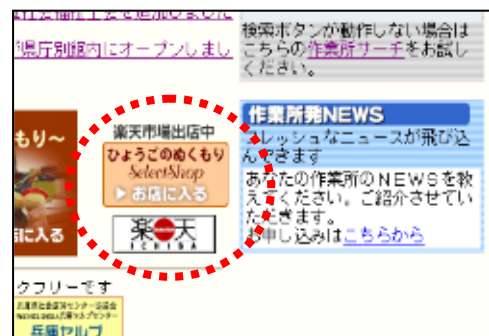 県庁別館内にオープンしまし
検索ボタンが動作しない場合は
こちらの作業所サーチをお試し
ください。
もり～
に入る
楽天市場出店中
ひょうごのぬくもり
SelectShop
お店に入る
楽天
ICHIBA
作業所発NEWS
フレッシュなニュースが飛び込
んできます
あなたの作業所のNEWSを教
えてください。ご紹介させてい
ただきます。
お申し込みはこちらから
クフリーです
兵庫セルプ